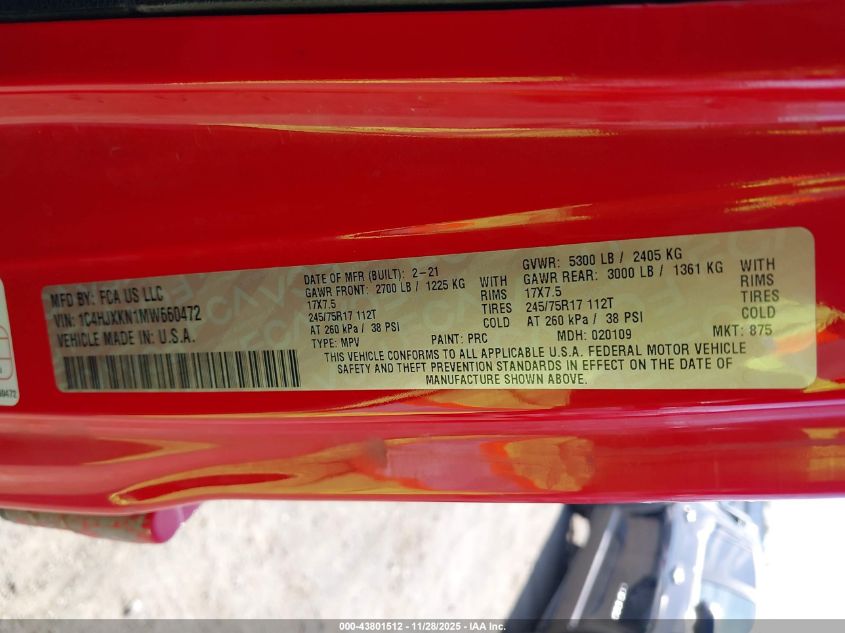 MFD BY: FCA US LLC
VIN: 1C4HJXKN1MW660472
VEHICLE MADE IN: U.S.A.
DATE OF MFR (BUILT): 2-21
GAWR FRONT: 2700 LB / 1225 KG WITH
17X7.5 RIMS
245/75R17 112T TIRES
AT 260 kPa / 38 PSI COLD
GVWR: 5300 LB / 2405 KG
GAWR REAR: 3000 LB / 1361 KG WITH
17X7.5 RIMS
245/75R17 112T TIRES
AT 260 kPa / 38 PSI COLD
TYPE: MPV PAINT: PRC MDH: 020109 MKT: 875
THIS VEHICLE CONFORMS TO ALL APPLICABLE U.S.A. FEDERAL MOTOR VEHICLE
SAFETY AND THEFT PREVENTION STANDARDS IN EFFECT ON THE DATE OF
MANUFACTURE SHOWN ABOVE.
000-43801512 - 11/28/2025 - IAA Inc.